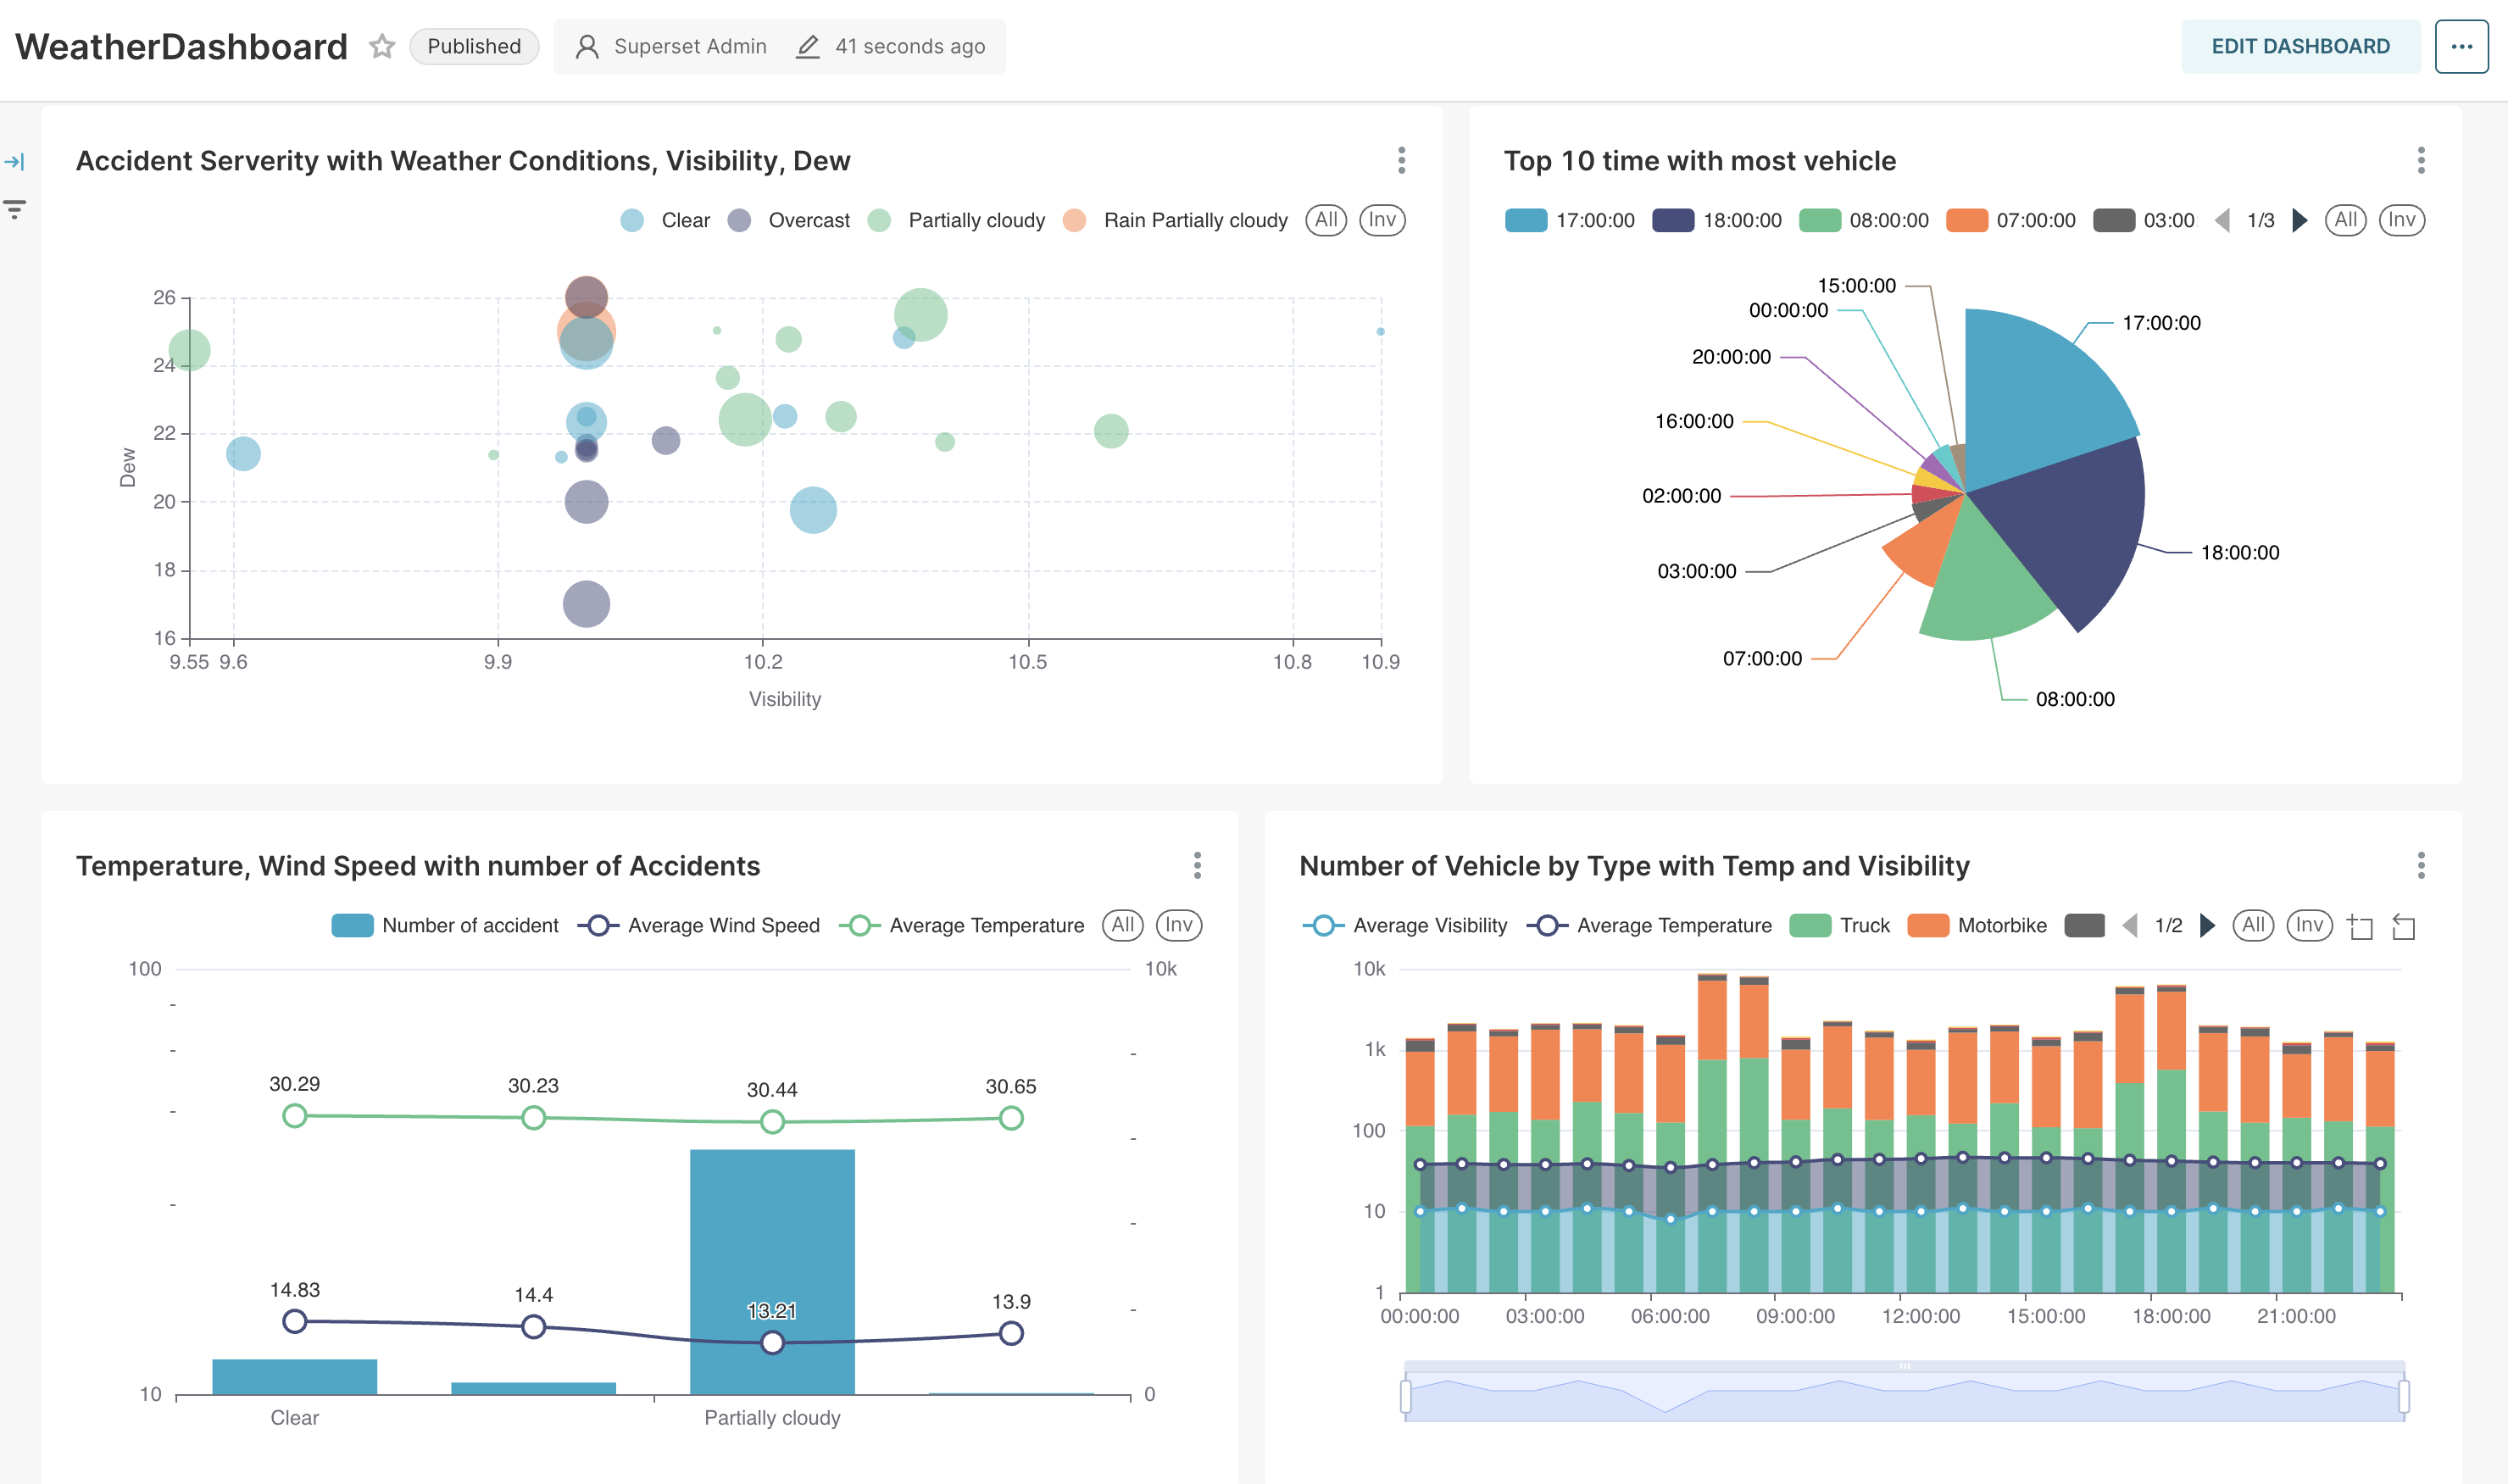 WeatherDashboard Published Superset Admin 41 seconds ago EDIT DASHBOARD
Accident Serverity with Weather Conditions, Visibility, Dew
Clear Overcast Partially cloudy Rain Partially cloudy All Inv
26
24
22
20
18
16
Dew
9.55 9.6 9.9 10.2 10.5 10.8 10.9
Visibility
Top 10 time with most vehicle
17:00:00 18:00:00 08:00:00 07:00:00 03:00 1/3 All Inv
15:00:00
00:00:00
17:00:00
20:00:00
16:00:00
02:00:00
18:00:00
03:00:00
07:00:00
08:00:00
Temperature, Wind Speed with number of Accidents
Number of accident Average Wind Speed Average Temperature All Inv
100 10k
30.29 30.23 30.44 30.65
14.83 14.4 13.21 13.9
10 0
Clear Partially cloudy
Number of Vehicle by Type with Temp and Visibility
Average Visibility Average Temperature Truck Motorbike 1/2 All Inv
10k
1k
100
10
1
00:00:00 03:00:00 06:00:00 09:00:00 12:00:00 15:00:00 18:00:00 21:00:00